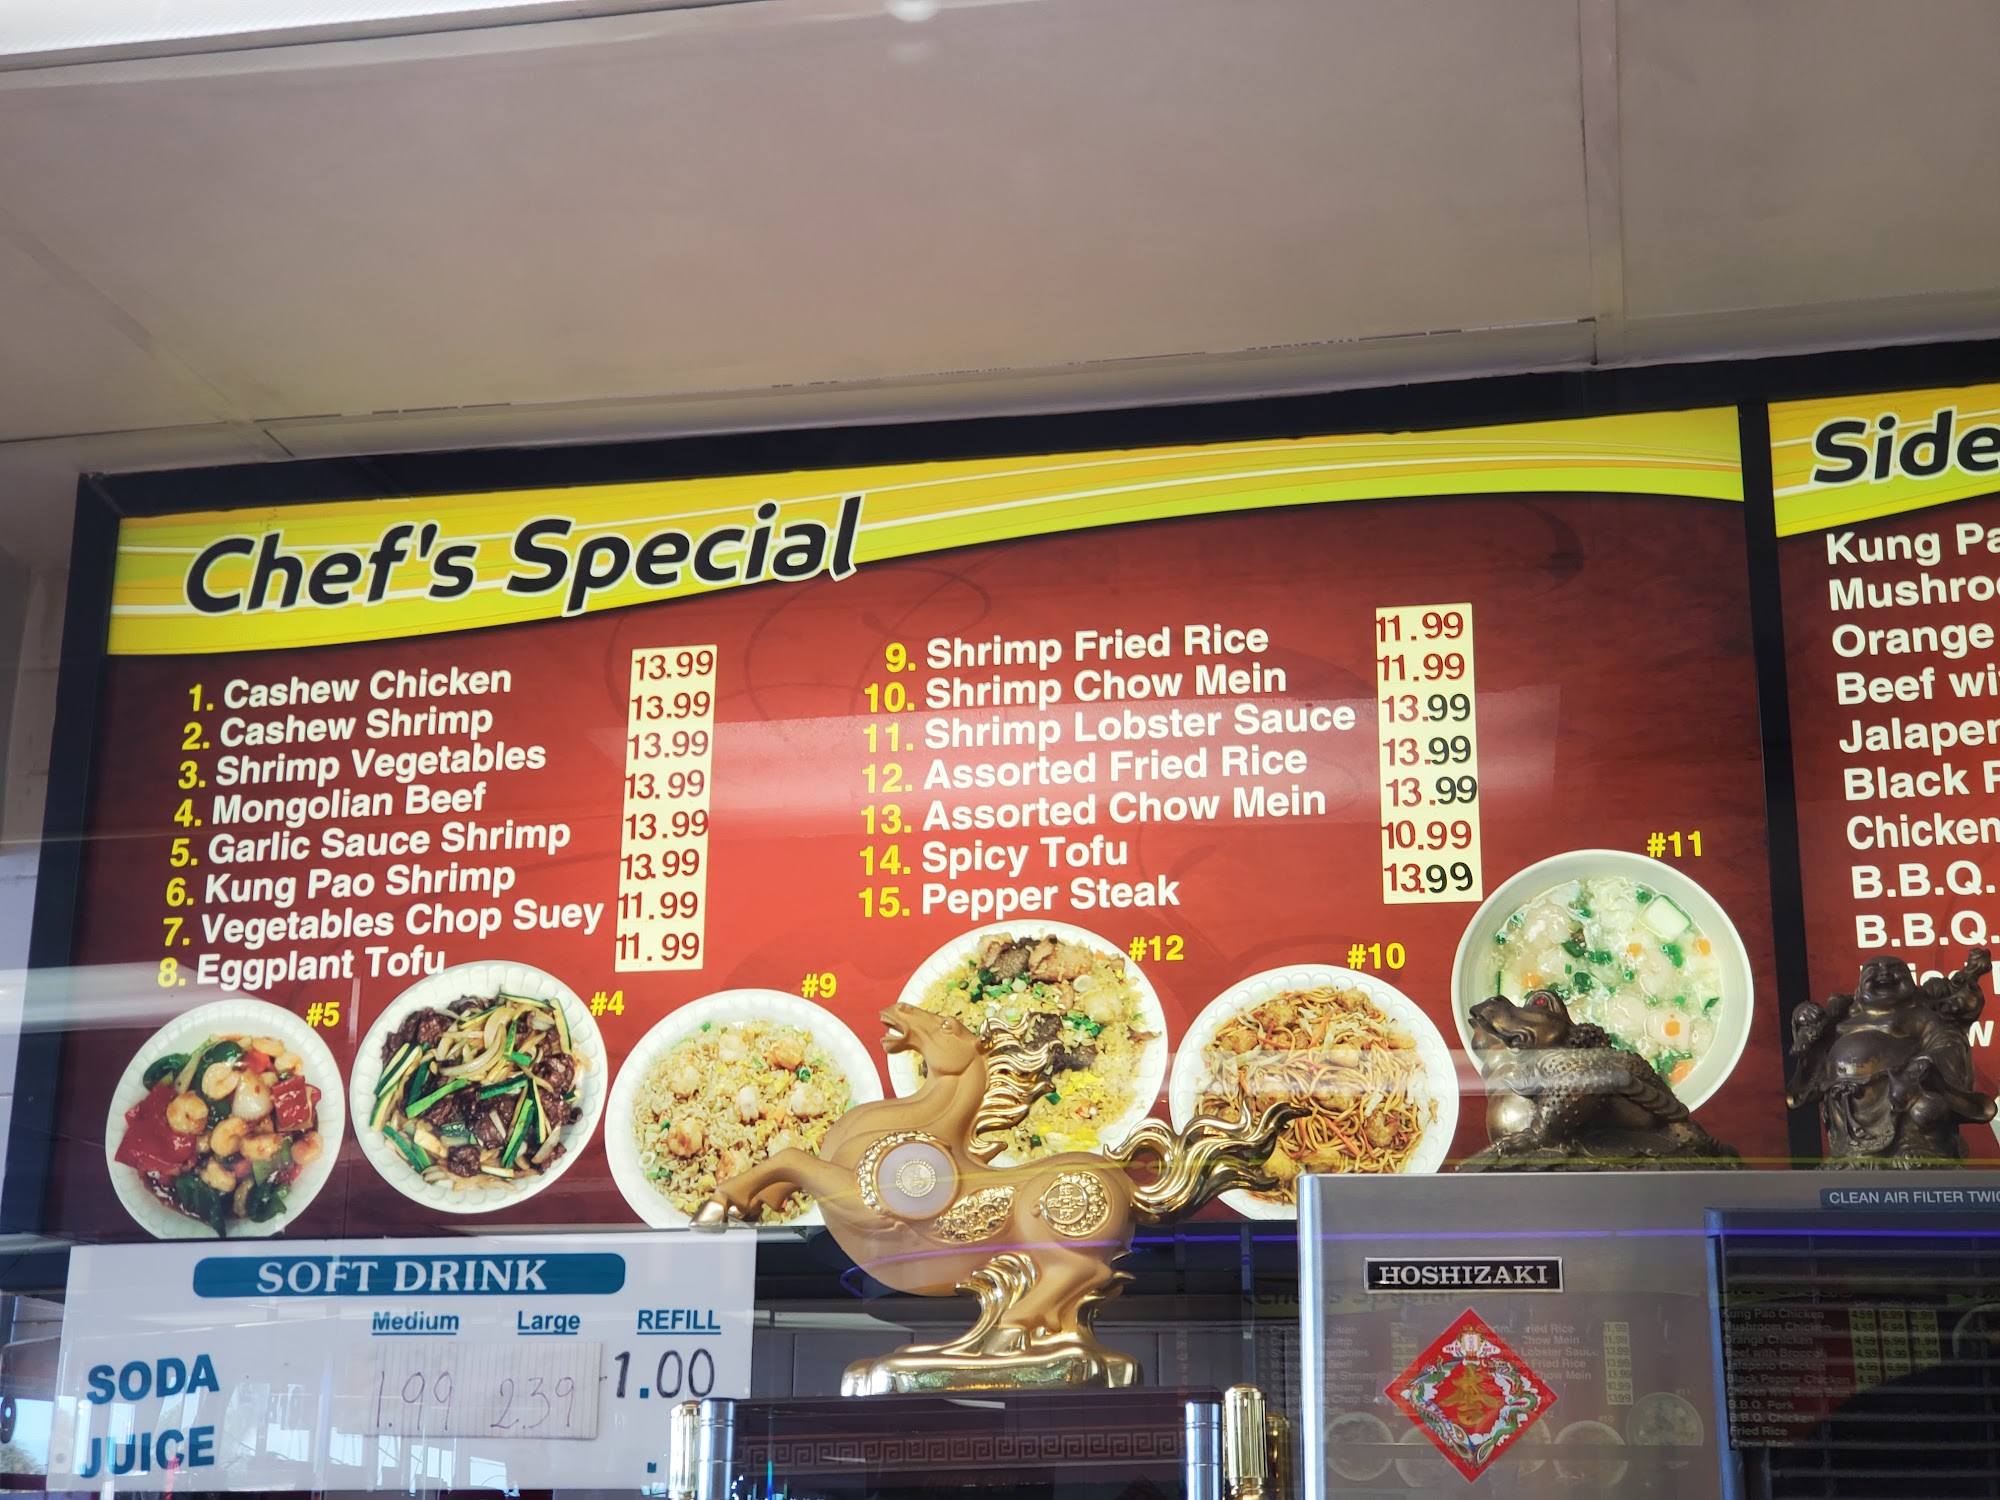 Chef's Special
1. Cashew Chicken 13.99
2. Cashew Shrimp 13.99
3. Shrimp Vegetables 13.99
4. Mongolian Beef 13.99
5. Garlic Sauce Shrimp 13.99
6. Kung Pao Shrimp 13.99
7. Vegetables Chop Suey 11.99
8. Eggplant Tofu 11.99
9. Shrimp Fried Rice 11.99
10. Shrimp Chow Mein 11.99
11. Shrimp Lobster Sauce 13.99
12. Assorted Fried Rice 13.99
13. Assorted Chow Mein 13.99
14. Spicy Tofu 10.99
15. Pepper Steak 13.99
#5
#4
#9
#12
#10
#11
Side
Kung Pa
Mushro
Orange
Beef wi
Jalaper
Black P
Chicken
B.B.Q.
B.B.Q.
SOFT DRINK
Medium Large REFILL
SODA 1.99 2.39 1.00
JUICE
CLEAN AIR FILTER TWIC
HOSHIZAKI